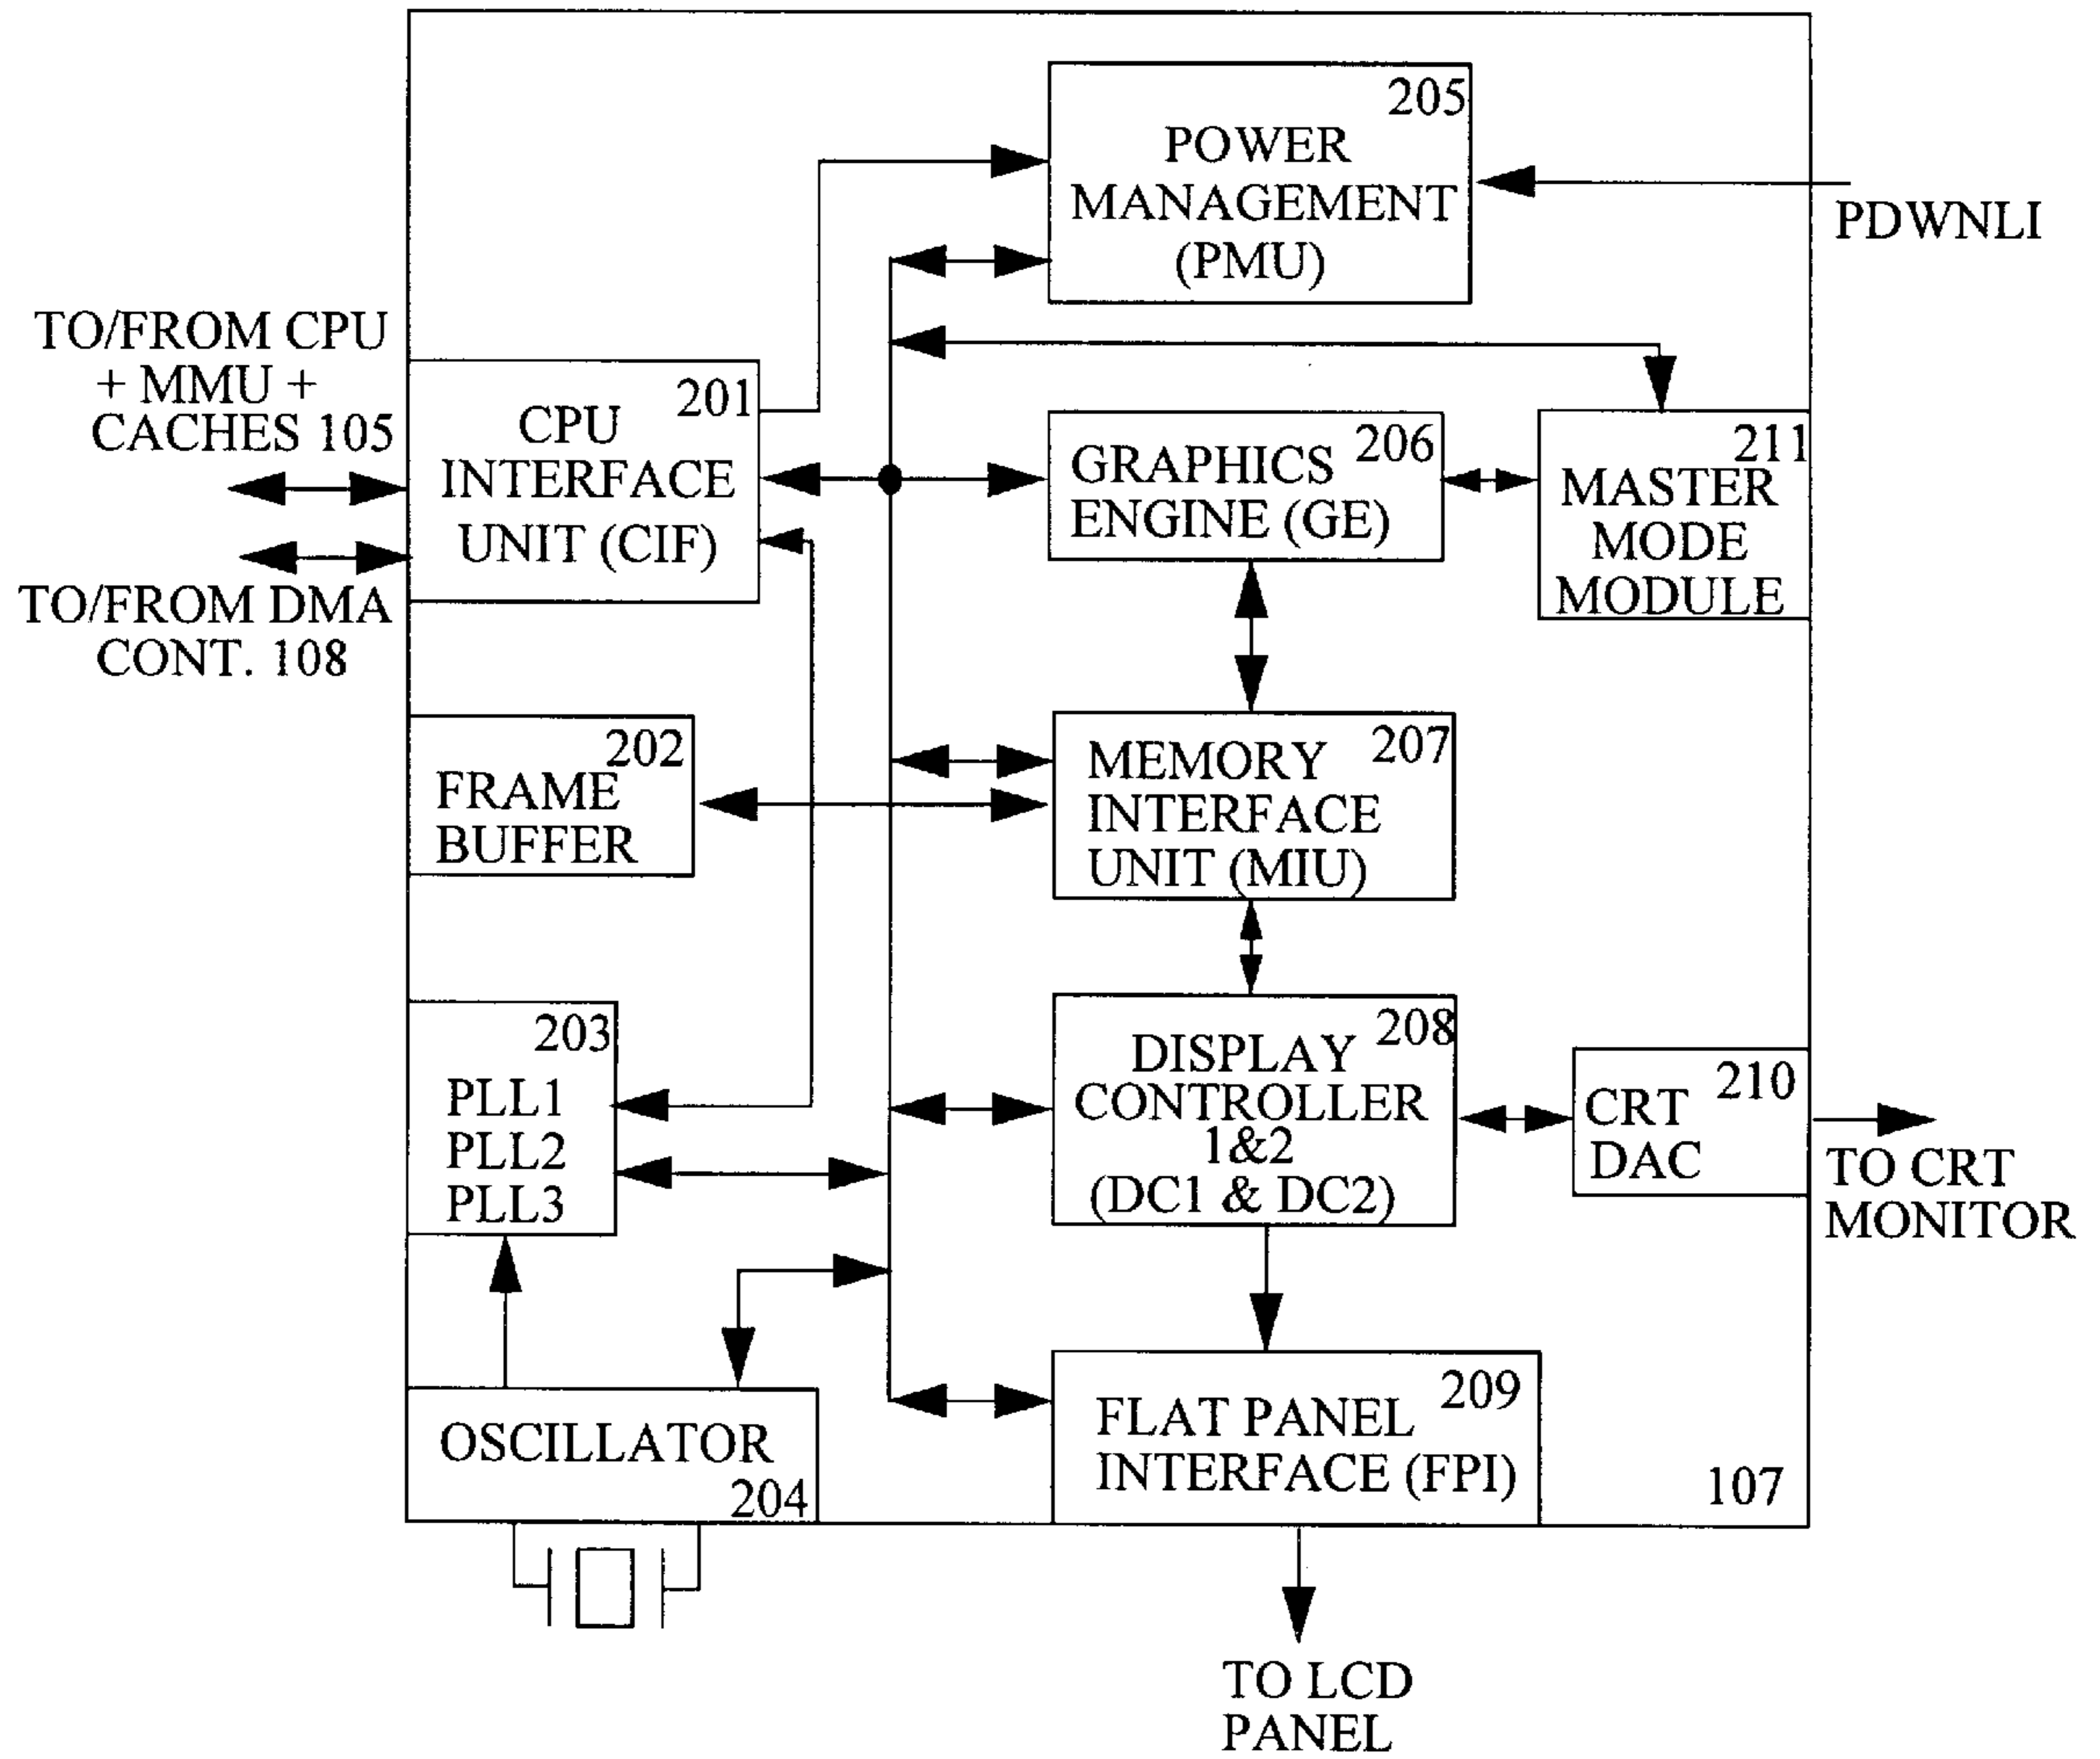 205
POWER
MANAGEMENT
(PMU)
PDWNLI
TO/FROM CPU
+ MMU +
CACHES 105
201
CPU
INTERFACE
UNIT (CIF)
TO/FROM DMA
CONT. 108
206
GRAPHICS
ENGINE (GE)
211
MASTER
MODE
MODULE
202
FRAME
BUFFER
207
MEMORY
INTERFACE
UNIT (MIU)
203
PLL1
PLL2
PLL3
208
DISPLAY
CONTROLLER
1&2
(DC1 & DC2)
210
CRT
DAC
TO CRT
MONITOR
OSCILLATOR
204
209
FLAT PANEL
INTERFACE (FPI)
107
TO LCD
PANEL